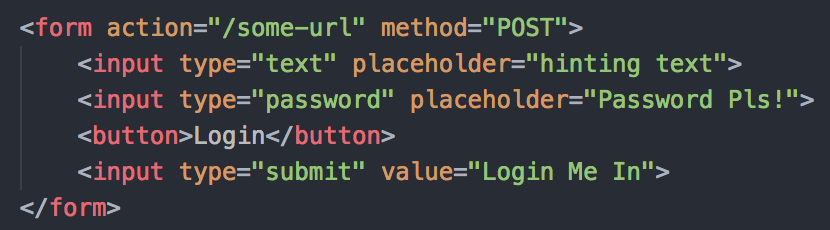 <form action="/some-url" method="POST">
    <input type="text" placeholder="hinting text">
    <input type="password" placeholder="Password Pls!">
    <button>Login</button>
    <input type="submit" value="Login Me In">
</form>